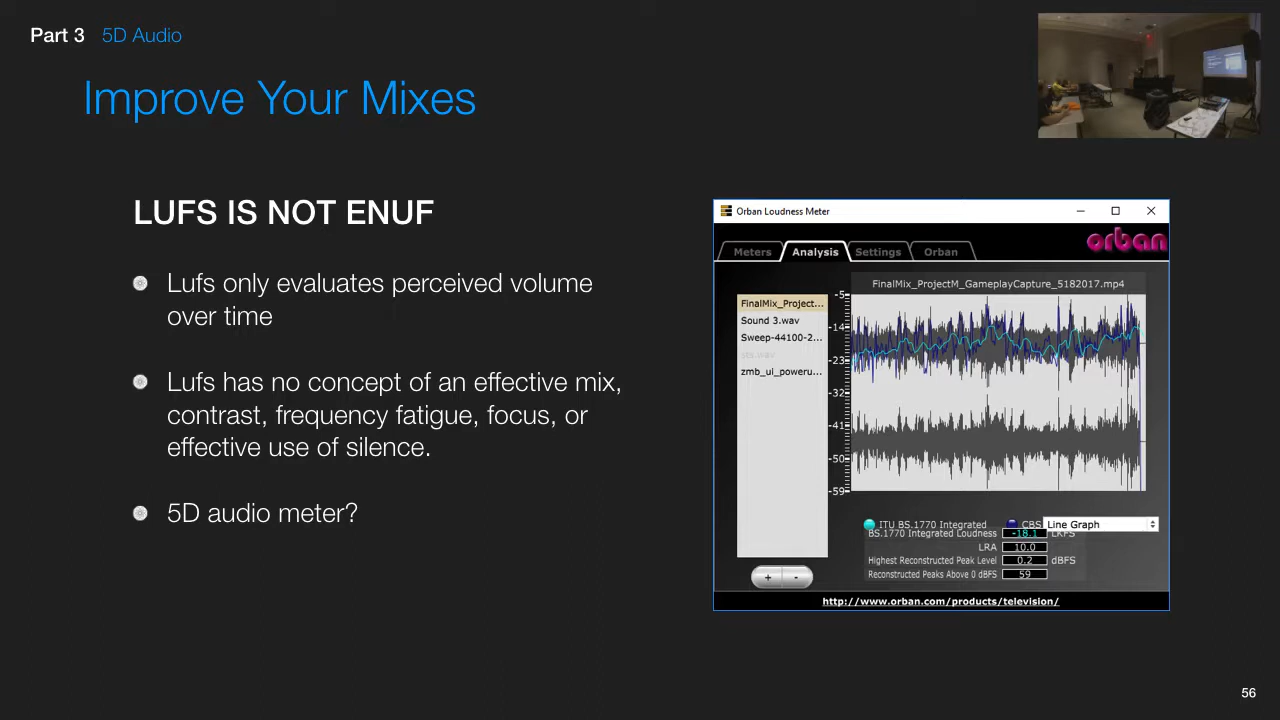 Part 3 5D Audio
Improve Your Mixes
LUFS IS NOT ENUF
Lufs only evaluates perceived volume
over time
Lufs has no concept of an effective mix,
contrast, frequency fatigue, focus, or
effective use of silence.
5D audio meter?
Orban Loudness Meter
orban
Meters Analysis Settings Orban
FinalMix_ProjectM_GameplayCapture_5182017.mp4
FinalMix_Project...
Sound 3.wav
Sweep-44100-2...
sts.wav
zmb_ui_poweru...
-5
-14
-23
-32
-41
-50
-59
ITU BS.1770 Integrated CBS Line Graph
BS.1770 Integrated Loudness -18.1 LKFS
LRA 10.0
Highest Reconstructed Peak Level 0.2 dBFS
Reconstructed Peaks Above 0 dBFS 59
+ -
http://www.orban.com/products/television/
56